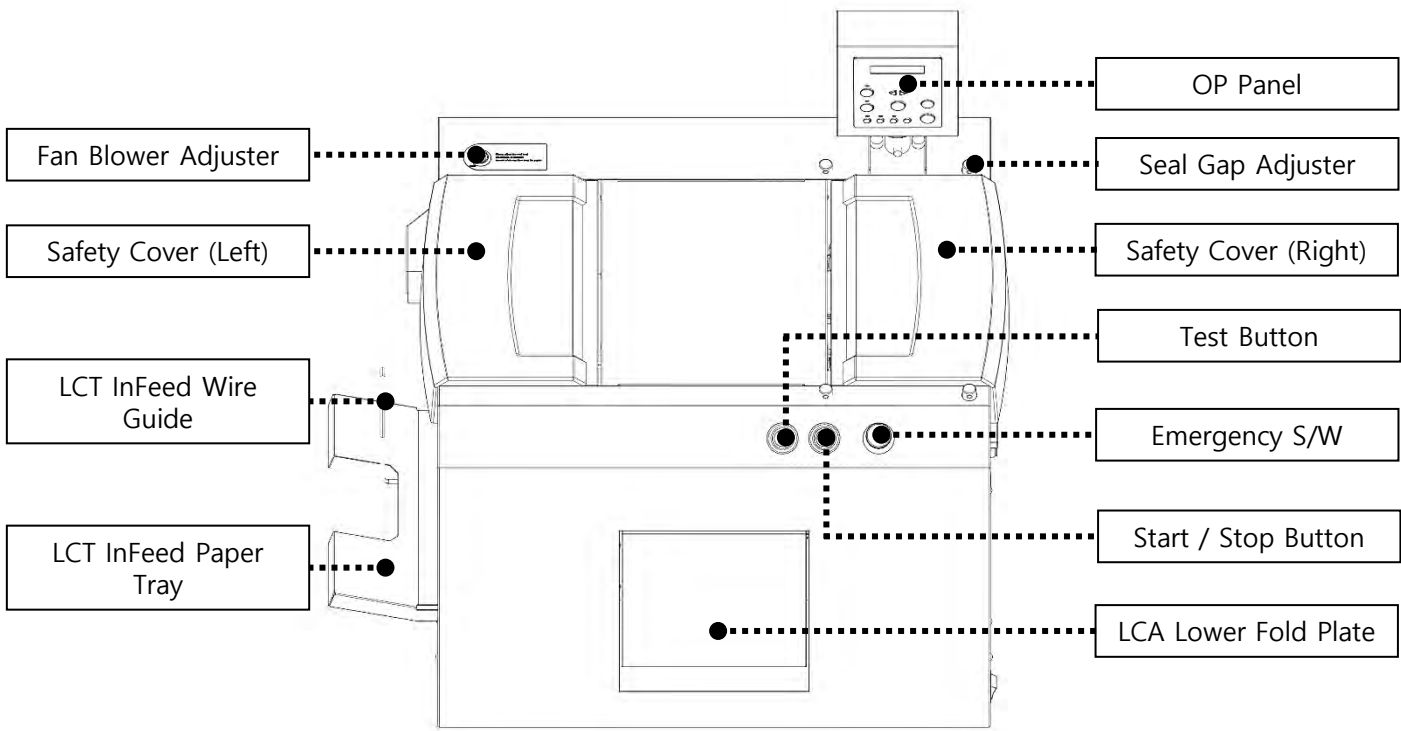 OP Panel
Fan Blower Adjuster
Seal Gap Adjuster
Safety Cover (Left)
Safety Cover (Right)
Test Button
LCT InFeed Wire
Guide
Emergency S/W
Start / Stop Button
LCT InFeed Paper
Tray
LCA Lower Fold Plate